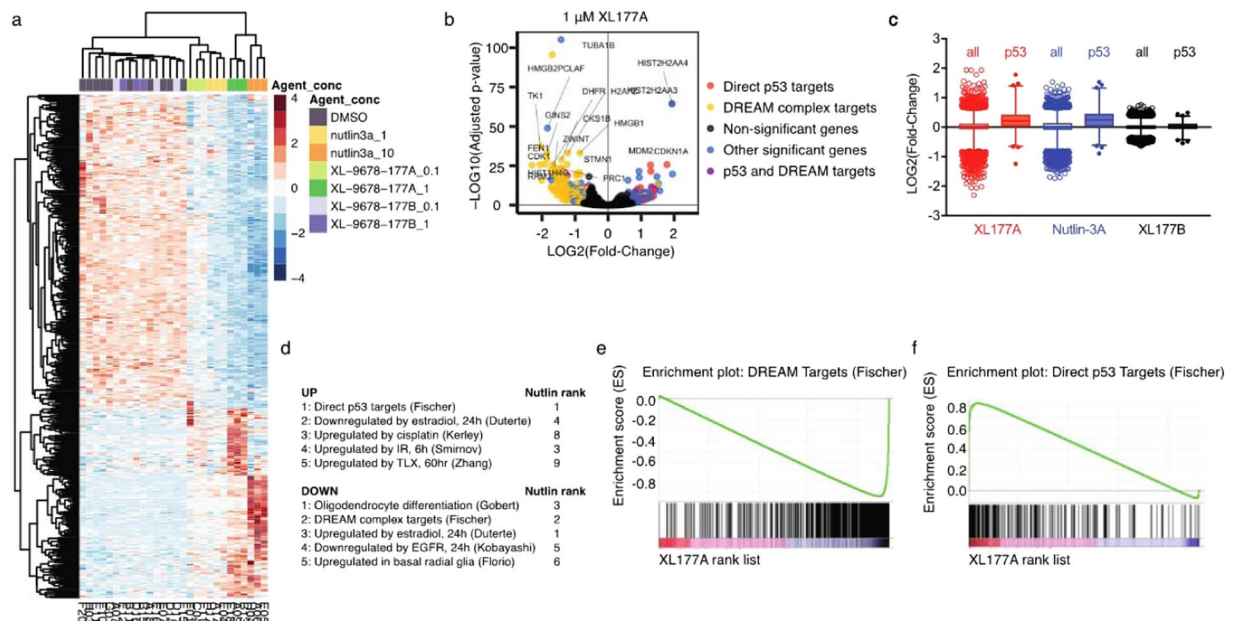 a
Agent_conc
4
2
0
−2
−4
Agent_conc
DMSO
nutlin3a_1
nutlin3a_10
XL−9678−177A_0.1
XL−9678−177A_1
XL−9678−177B_0.1
XL−9678−177B_1
b
1 µM XL177A
−LOG10(Adjusted p-value)
100
75
50
25
0
TUBA1B
HMGB2PCLAF
HIST2H2AA4
TK1
DHFR
HIST2H2AA3
GINS2
CKS1B
HMGB1
ZWINT
FEN1
CDK1
STMN1
MDM2CDKN1A
PRC1
-2
-1
0
1
2
LOG2(Fold-Change)
Direct p53 targets
DREAM complex targets
Non-significant genes
Other significant genes
p53 and DREAM targets
c
LOG2(Fold-Change)
3
2
1
0
-1
-2
-3
all p53 all p53 all p53
XL177A Nutlin-3A XL177B
d
UP Nutlin rank
1: Direct p53 targets (Fischer) 1
2: Downregulated by estradiol, 24h (Duterte) 4
3: Upregulated by cisplatin (Kerley) 8
4: Upregulated by IR, 6h (Smirnov) 3
5: Upregulated by TLX, 60hr (Zhang) 9
DOWN Nutlin rank
1: Oligodendrocyte differentiation (Gobert) 3
2: DREAM complex targets (Fischer) 2
3: Upregulated by estradiol, 24h (Duterte) 1
4: Downregulated by EGFR, 24h (Kobayashi) 5
5: Upregulated in basal radial glia (Florio) 6
e
Enrichment plot: DREAM Targets (Fischer)
Enrichment score (ES)
0.0
-0.2
-0.4
-0.6
-0.8
XL177A rank list
f
Enrichment plot: Direct p53 Targets (Fischer)
Enrichment score (ES)
0.8
0.6
0.4
0.2
0.0
XL177A rank list